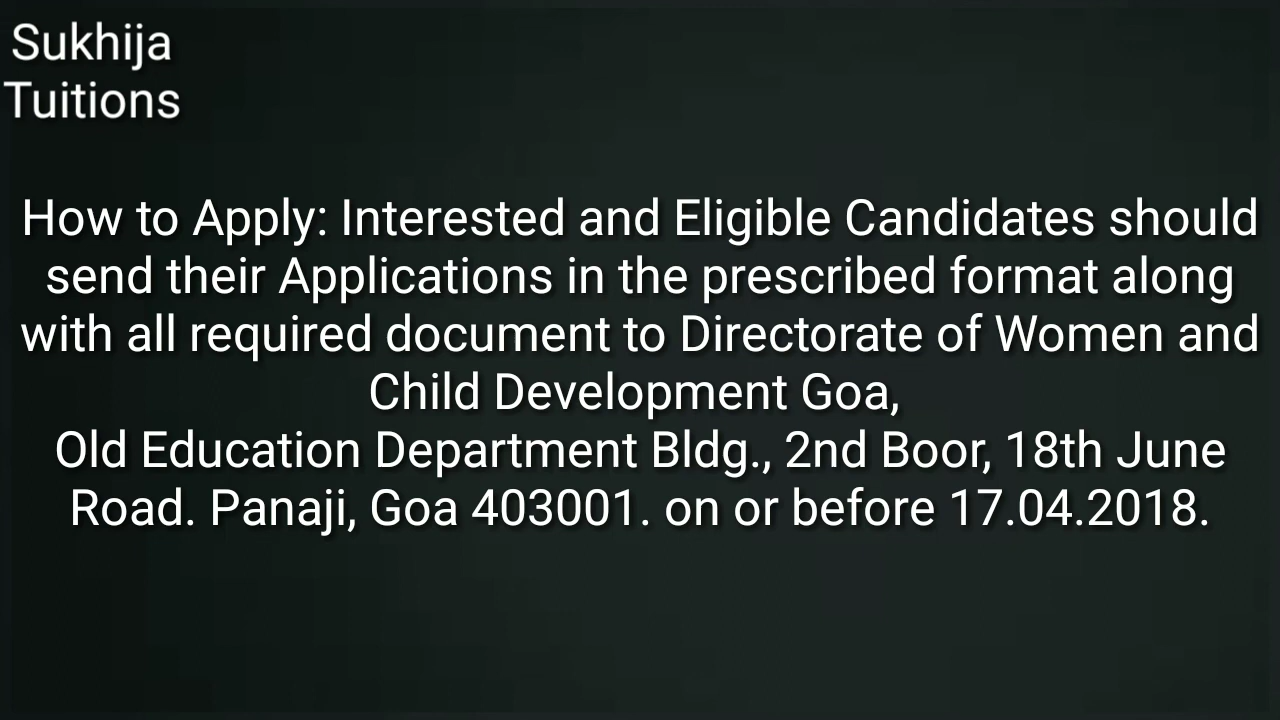 Sukhija
Tuitions
How to Apply: Interested and Eligible Candidates should
send their Applications in the prescribed format along
with all required document to Directorate of Women and
Child Development Goa,
Old Education Department Bldg., 2nd Boor, 18th June
Road. Panaji, Goa 403001. on or before 17.04.2018.